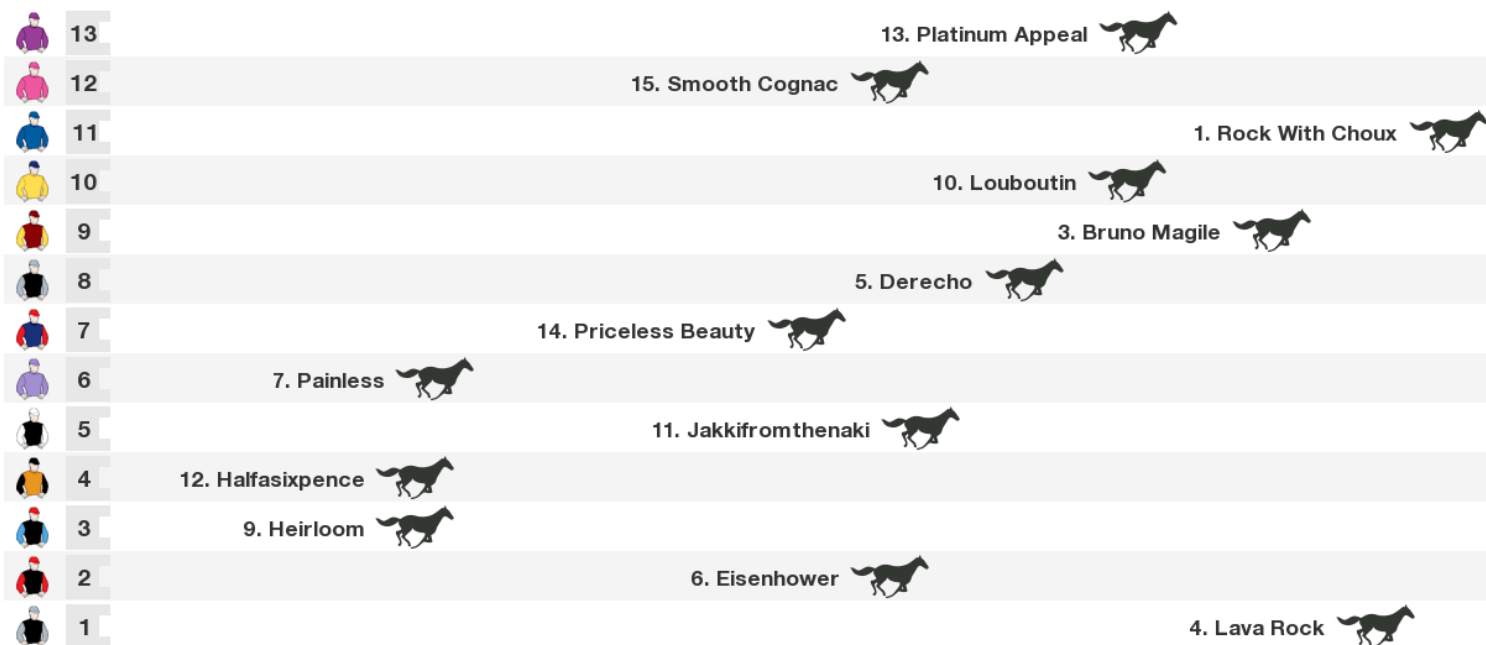 13 13. Platinum Appeal
12 15. Smooth Cognac
11 1. Rock With Choux
10 10. Louboutin
9 3. Bruno Magile
8 5. Derecho
7 14. Priceless Beauty
6 7. Painless
5 11. Jakkifromthenaki
4 12. Halfasixpence
3 9. Heirloom
2 6. Eisenhower
1 4. Lava Rock